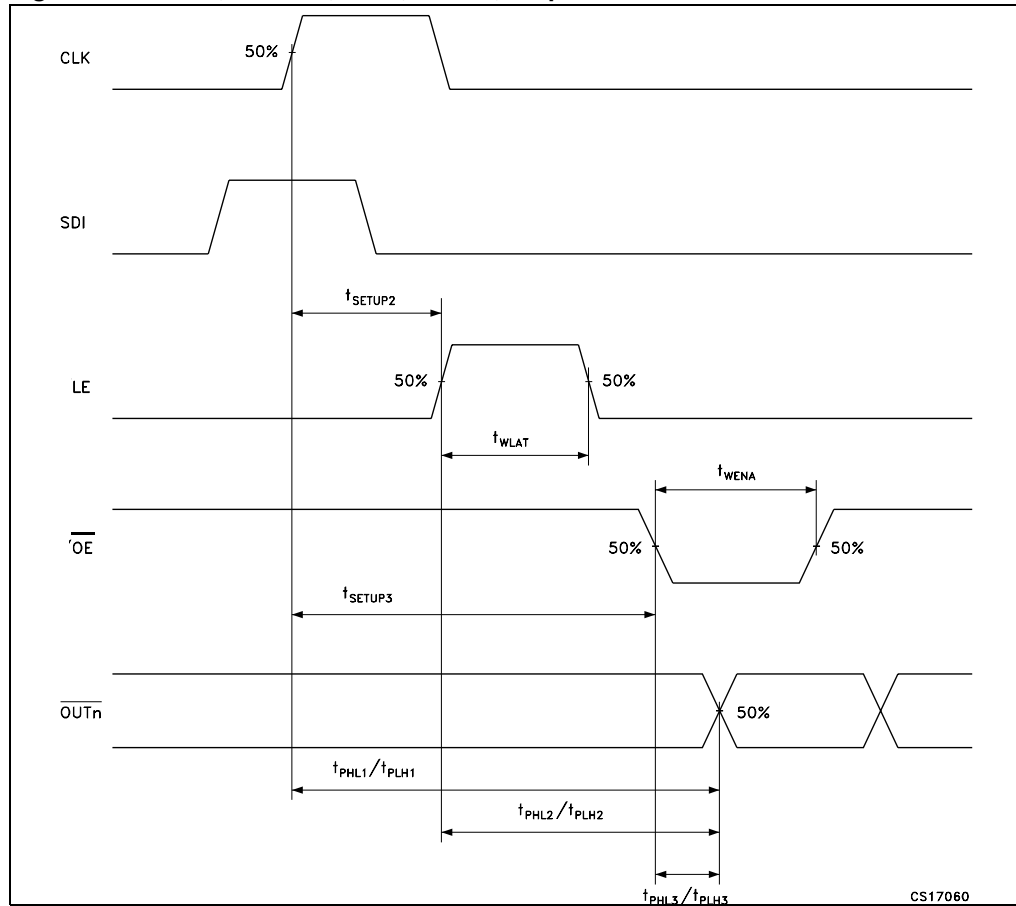 50%
CLK
SDI
tSETUP2
50%
50%
LE
tWLAT
tWENA
'OE
50%
50%
tSETUP3
OUTn
50%
tPHL1/tPLH1
tPHL2/tPLH2
tPHL3/tPLH3
CS17060